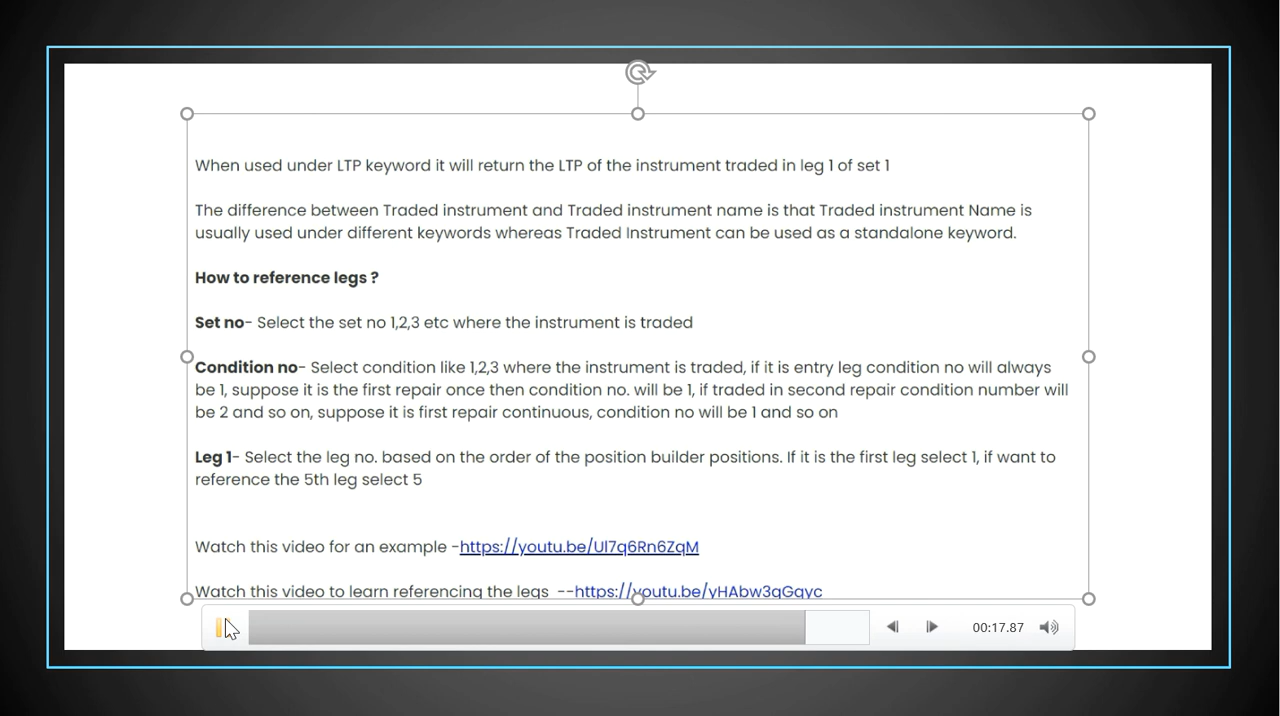 When used under LTP keyword it will return the LTP of the instrument traded in leg 1 of set 1
The difference between Traded instrument and Traded instrument name is that Traded instrument Name is
usually used under different keywords whereas Traded Instrument can be used as a standalone keyword.
How to reference legs ?
Set no- Select the set no 1,2,3 etc where the instrument is traded
Condition no- Select condition like 1,2,3 where the instrument is traded, if it is entry leg condition no will always
be 1, suppose it is the first repair once then condition no. will be 1, if traded in second repair condition number will
be 2 and so on, suppose it is first repair continuous, condition no will be 1 and so on
Leg 1- Select the leg no. based on the order of the position builder positions. If it is the first leg select 1, if want to
reference the 5th leg select 5
Watch this video for an example -https://youtu.be/Ul7q6Rn6ZqM
Watch this video to learn referencing the legs --https://youtu.be/yHAbw3qGqyc
00:17.87